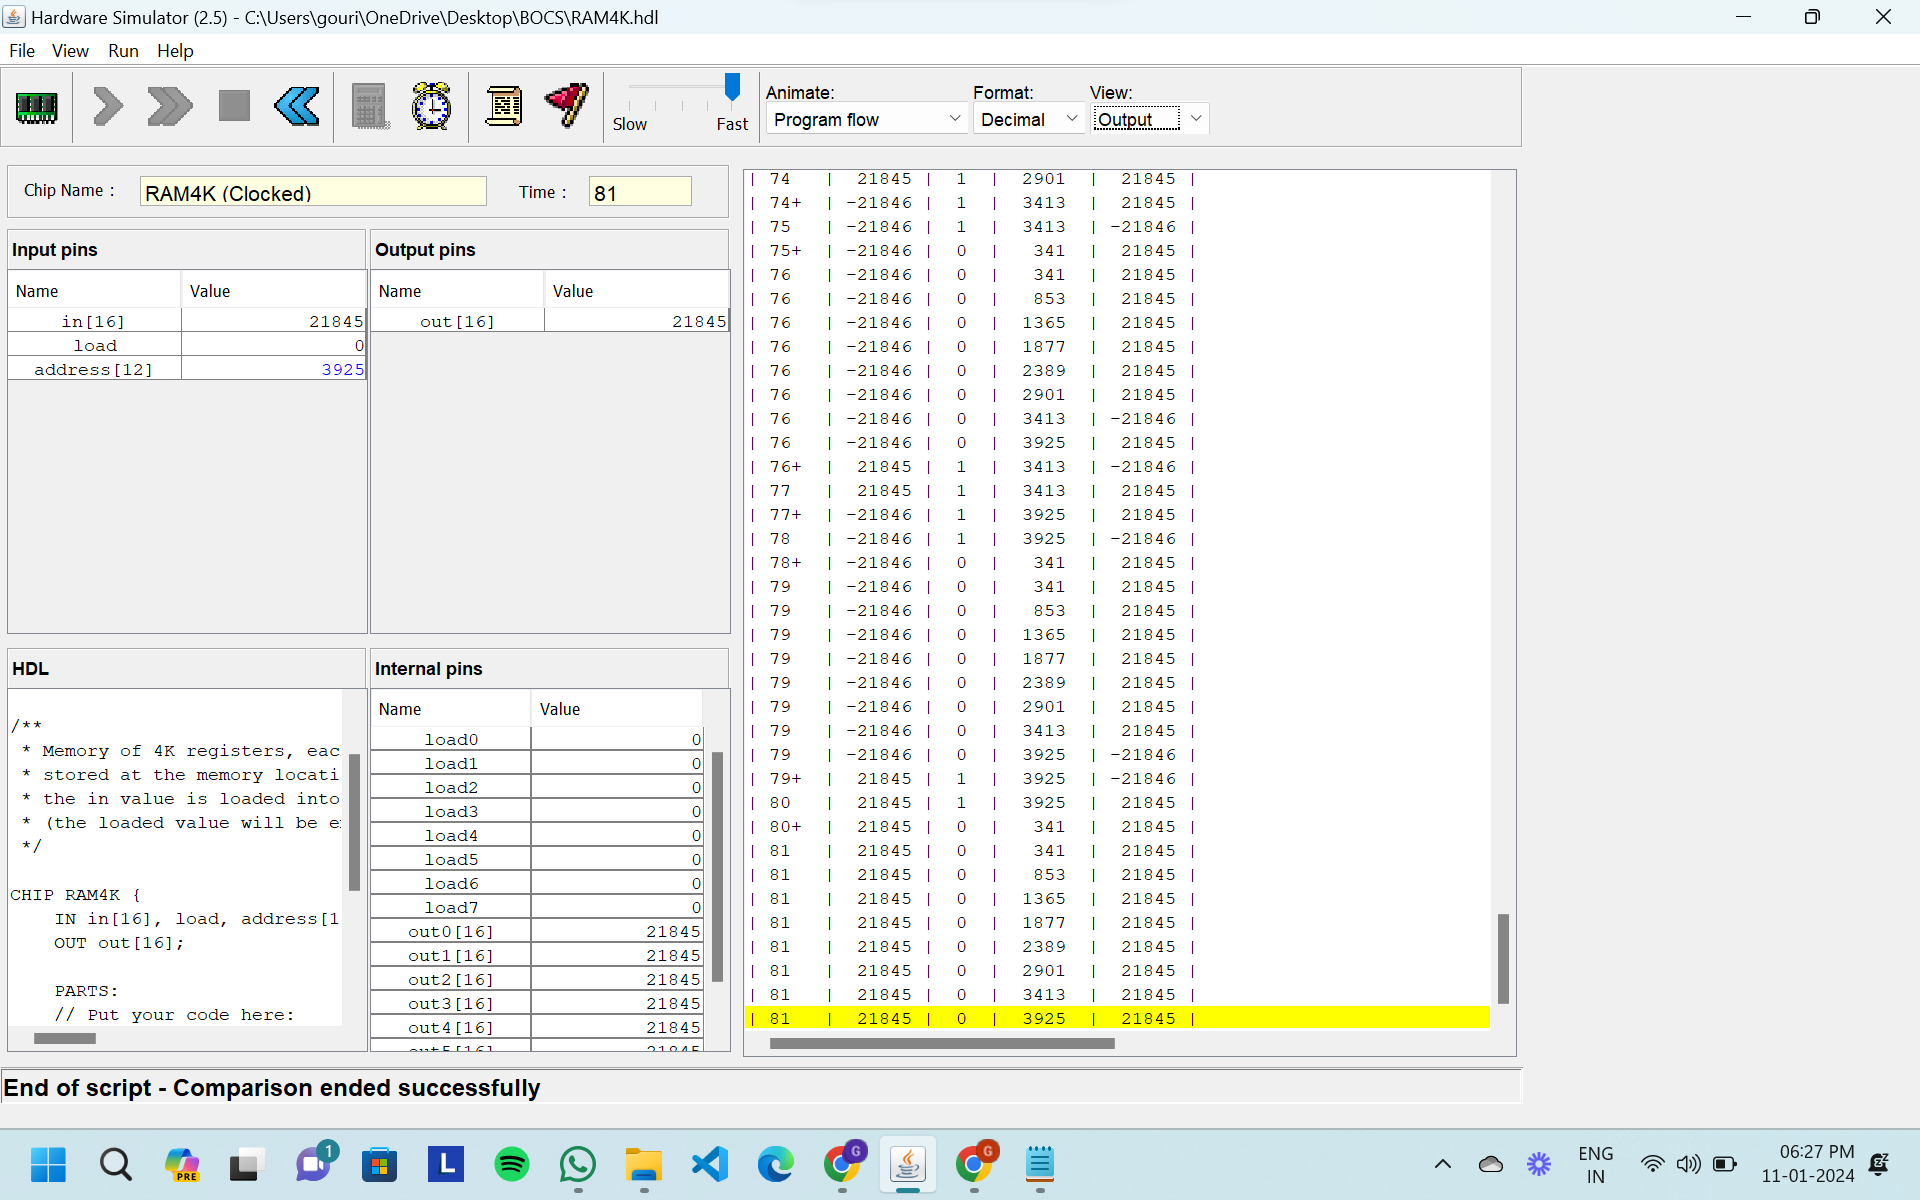 Hardware Simulator (2.5) - C:\Users\gouri\OneDrive\Desktop\BOCS\RAM4K.hdl
File View Run Help
Slow Fast
Animate: Format: View:
Program flow Decimal Output
Chip Name : RAM4K (Clocked) Time : 81
Input pins
Name Value
in[16] 21845
load 0
address[12] 3925
Output pins
Name Value
out[16] 21845
HDL
/**
* Memory of 4K registers, eac
* stored at the memory locati
* the in value is loaded into
* (the loaded value will be e
*/
CHIP RAM4K {
IN in[16], load, address[1
OUT out[16];
PARTS:
// Put your code here:
Internal pins
Name Value
load0 0
load1 0
load2 0
load3 0
load4 0
load5 0
load6 0
load7 0
out0[16] 21845
out1[16] 21845
out2[16] 21845
out3[16] 21845
out4[16] 21845
out5[16] 21845
| 74 | 21845 | 1 | 2901 | 21845 |
| 74+ | -21846 | 1 | 3413 | 21845 |
| 75 | -21846 | 1 | 3413 | -21846 |
| 75+ | -21846 | 0 | 341 | 21845 |
| 76 | -21846 | 0 | 341 | 21845 |
| 76 | -21846 | 0 | 853 | 21845 |
| 76 | -21846 | 0 | 1365 | 21845 |
| 76 | -21846 | 0 | 1877 | 21845 |
| 76 | -21846 | 0 | 2389 | 21845 |
| 76 | -21846 | 0 | 2901 | 21845 |
| 76 | -21846 | 0 | 3413 | -21846 |
| 76 | -21846 | 0 | 3925 | 21845 |
| 76+ | 21845 | 1 | 3413 | -21846 |
| 77 | 21845 | 1 | 3413 | 21845 |
| 77+ | -21846 | 1 | 3925 | 21845 |
| 78 | -21846 | 1 | 3925 | -21846 |
| 78+ | -21846 | 0 | 341 | 21845 |
| 79 | -21846 | 0 | 341 | 21845 |
| 79 | -21846 | 0 | 853 | 21845 |
| 79 | -21846 | 0 | 1365 | 21845 |
| 79 | -21846 | 0 | 1877 | 21845 |
| 79 | -21846 | 0 | 2389 | 21845 |
| 79 | -21846 | 0 | 2901 | 21845 |
| 79 | -21846 | 0 | 3413 | 21845 |
| 79 | -21846 | 0 | 3925 | -21846 |
| 79+ | 21845 | 1 | 3925 | -21846 |
| 80 | 21845 | 1 | 3925 | 21845 |
| 80+ | 21845 | 0 | 341 | 21845 |
| 81 | 21845 | 0 | 341 | 21845 |
| 81 | 21845 | 0 | 853 | 21845 |
| 81 | 21845 | 0 | 1365 | 21845 |
| 81 | 21845 | 0 | 1877 | 21845 |
| 81 | 21845 | 0 | 2389 | 21845 |
| 81 | 21845 | 0 | 2901 | 21845 |
| 81 | 21845 | 0 | 3413 | 21845 |
| 81 | 21845 | 0 | 3925 | 21845 |
End of script - Comparison ended successfully
PRE 1 L G G
ENG
IN
06:27 PM
11-01-2024